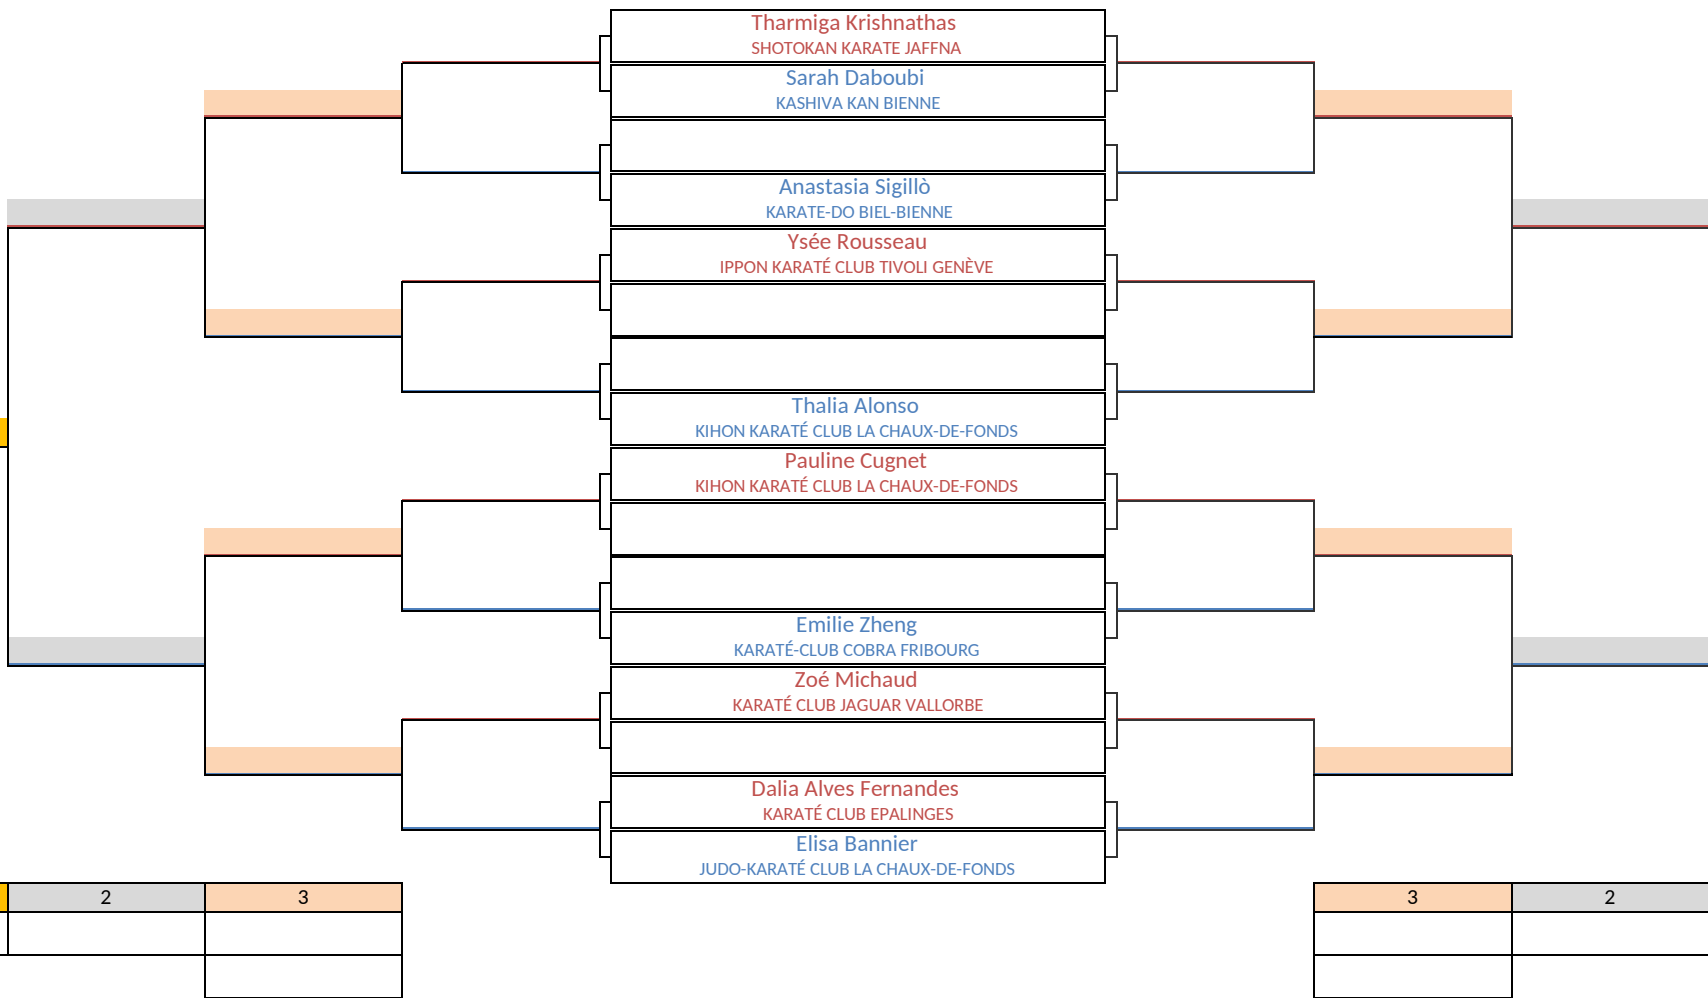 Tharmiga Krishnathas
SHOTOKAN KARATE JAFFNA
Sarah Daboubi
KASHIVA KAN BIENNE
Anastasia Sigillò
KARATE-DO BIEL-BIENNE
Ysée Rousseau
IPPON KARATÉ CLUB TIVOLI GENÈVE
Thalia Alonso
KIHON KARATÉ CLUB LA CHAUX-DE-FONDS
Pauline Cugnet
KIHON KARATÉ CLUB LA CHAUX-DE-FONDS
Emilie Zheng
KARATÉ-CLUB COBRA FRIBOURG
Zoé Michaud
KARATÉ CLUB JAGUAR VALLORBE
Dalia Alves Fernandes
KARATÉ CLUB EPALINGES
Elisa Bannier
JUDO-KARATÉ CLUB LA CHAUX-DE-FONDS
2 3 3 2